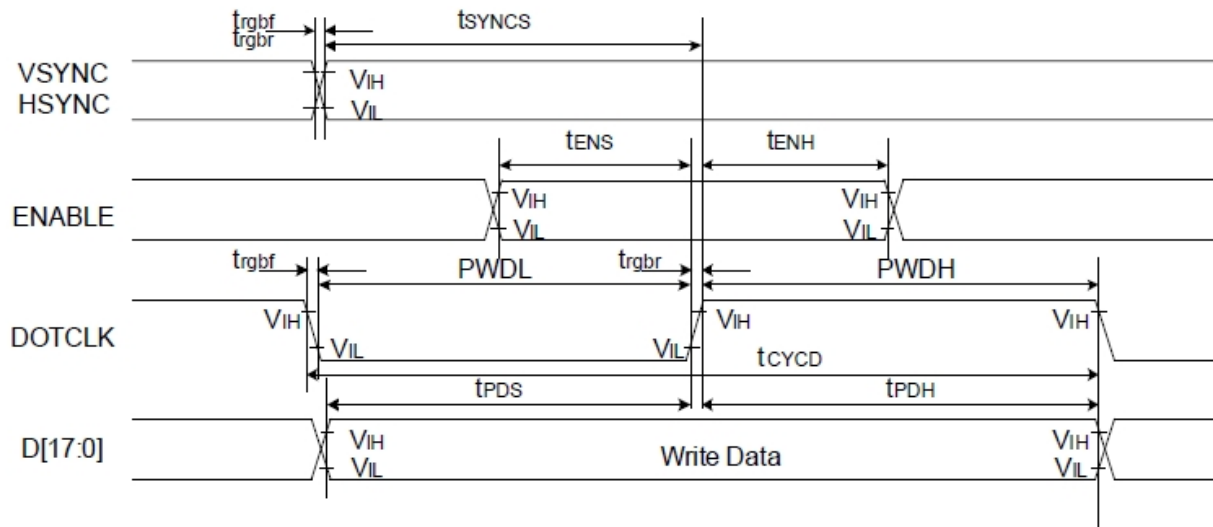 trgbf
trgbr
tSYNCS
VSYNC
HSYNC
VIH
VIL
tENS
tENH
ENABLE
VIH
VIL
VIH
VIL
trgbf
PWDL
trgbr
PWDH
DOTCLK
VIH
VIL
VIL
VIH
VIH
tCYCD
tPDS
tPDH
D[17:0]
VIH
VIL
Write Data
VIH
VIL